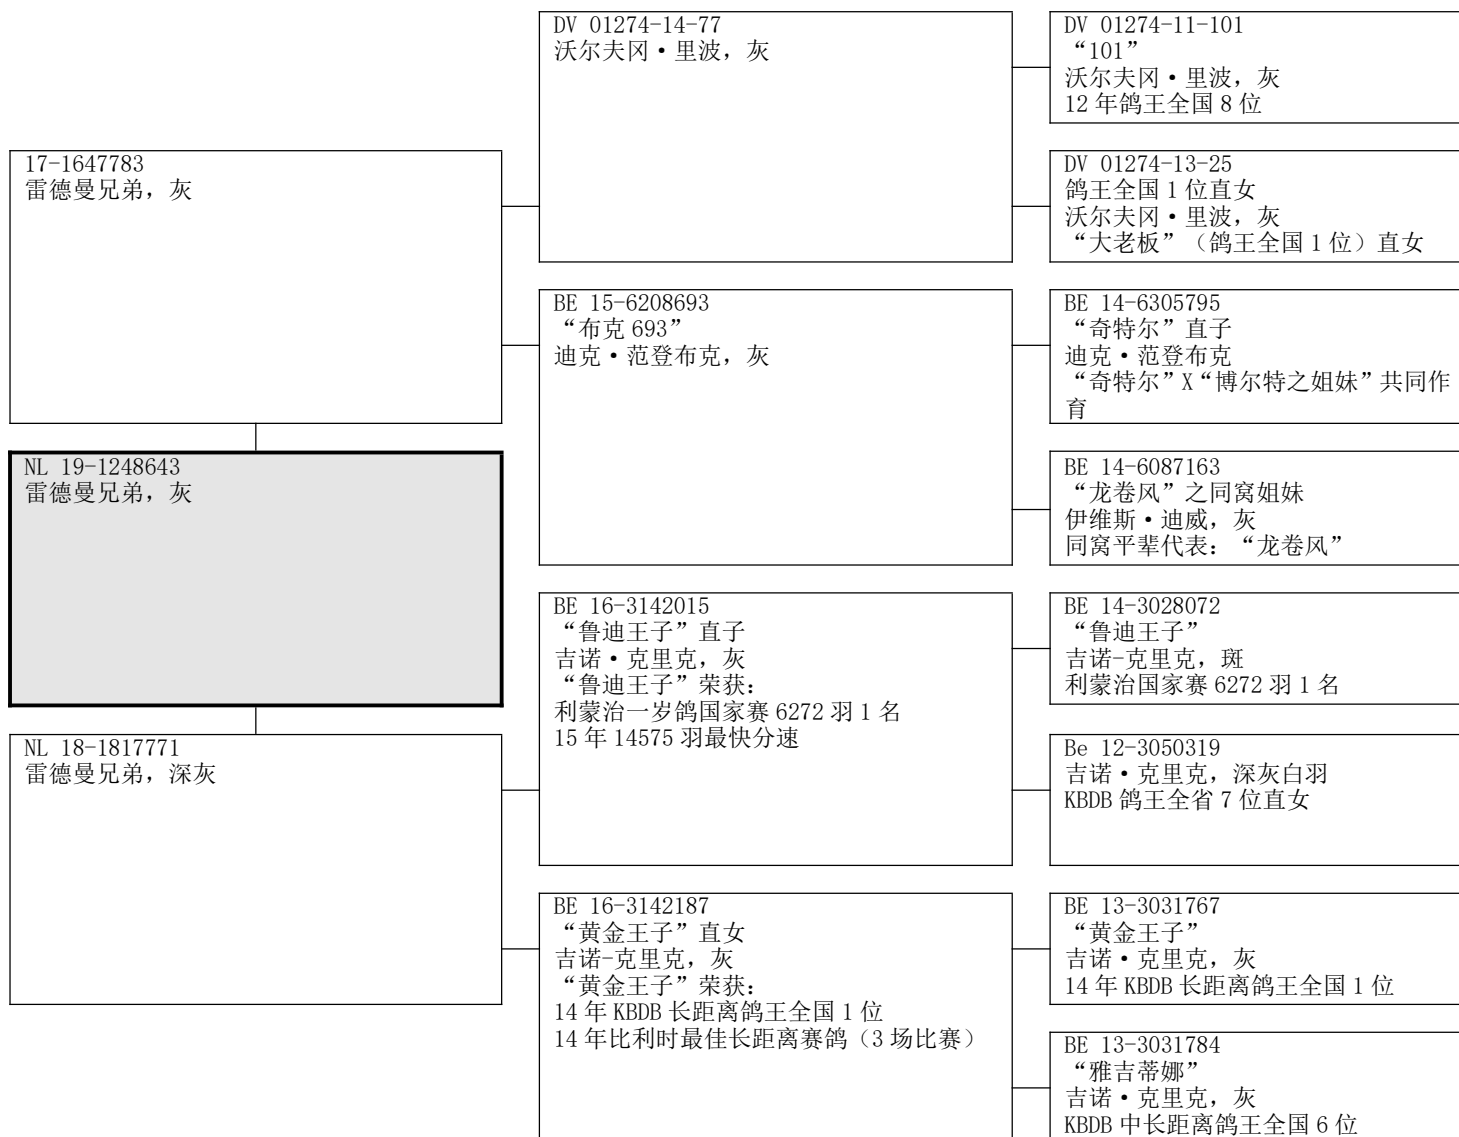 DV 01274-14-77
沃尔夫冈•里波，灰
DV 01274-11-101
“101”
沃尔夫冈•里波，灰
12 年鸽王全国 8 位
17-1647783
雷德曼兄弟，灰
DV 01274-13-25
鸽王全国 1 位直女
沃尔夫冈•里波，灰
“大老板”（鸽王全国 1 位）直女
BE 15-6208693
“布克 693”
迪克•范登布克，灰
BE 14-6305795
“奇特尔”直子
迪克•范登布克
“奇特尔”X“博尔特之姐妹”共同作
育
NL 19-1248643
雷德曼兄弟，灰
BE 14-6087163
“龙卷风”之同窝姐妹
伊维斯•迪威，灰
同窝平辈代表：“龙卷风”
BE 16-3142015
“鲁迪王子”直子
吉诺•克里克，灰
“鲁迪王子”荣获：
利蒙治一岁鸽国家赛 6272 羽 1 名
15 年 14575 羽最快分速
BE 14-3028072
“鲁迪王子”
吉诺-克里克，斑
利蒙治国家赛 6272 羽 1 名
NL 18-1817771
雷德曼兄弟，深灰
Be 12-3050319
吉诺•克里克，深灰白羽
KBDB 鸽王全省 7 位直女
BE 16-3142187
“黄金王子”直女
吉诺-克里克，灰
“黄金王子”荣获：
14 年 KBDB 长距离鸽王全国 1 位
14 年比利时最佳长距离赛鸽（3 场比赛）
BE 13-3031767
“黄金王子”
吉诺•克里克，灰
14 年 KBDB 长距离鸽王全国 1 位
BE 13-3031784
“雅吉蒂娜”
吉诺•克里克，灰
KBDB 中长距离鸽王全国 6 位